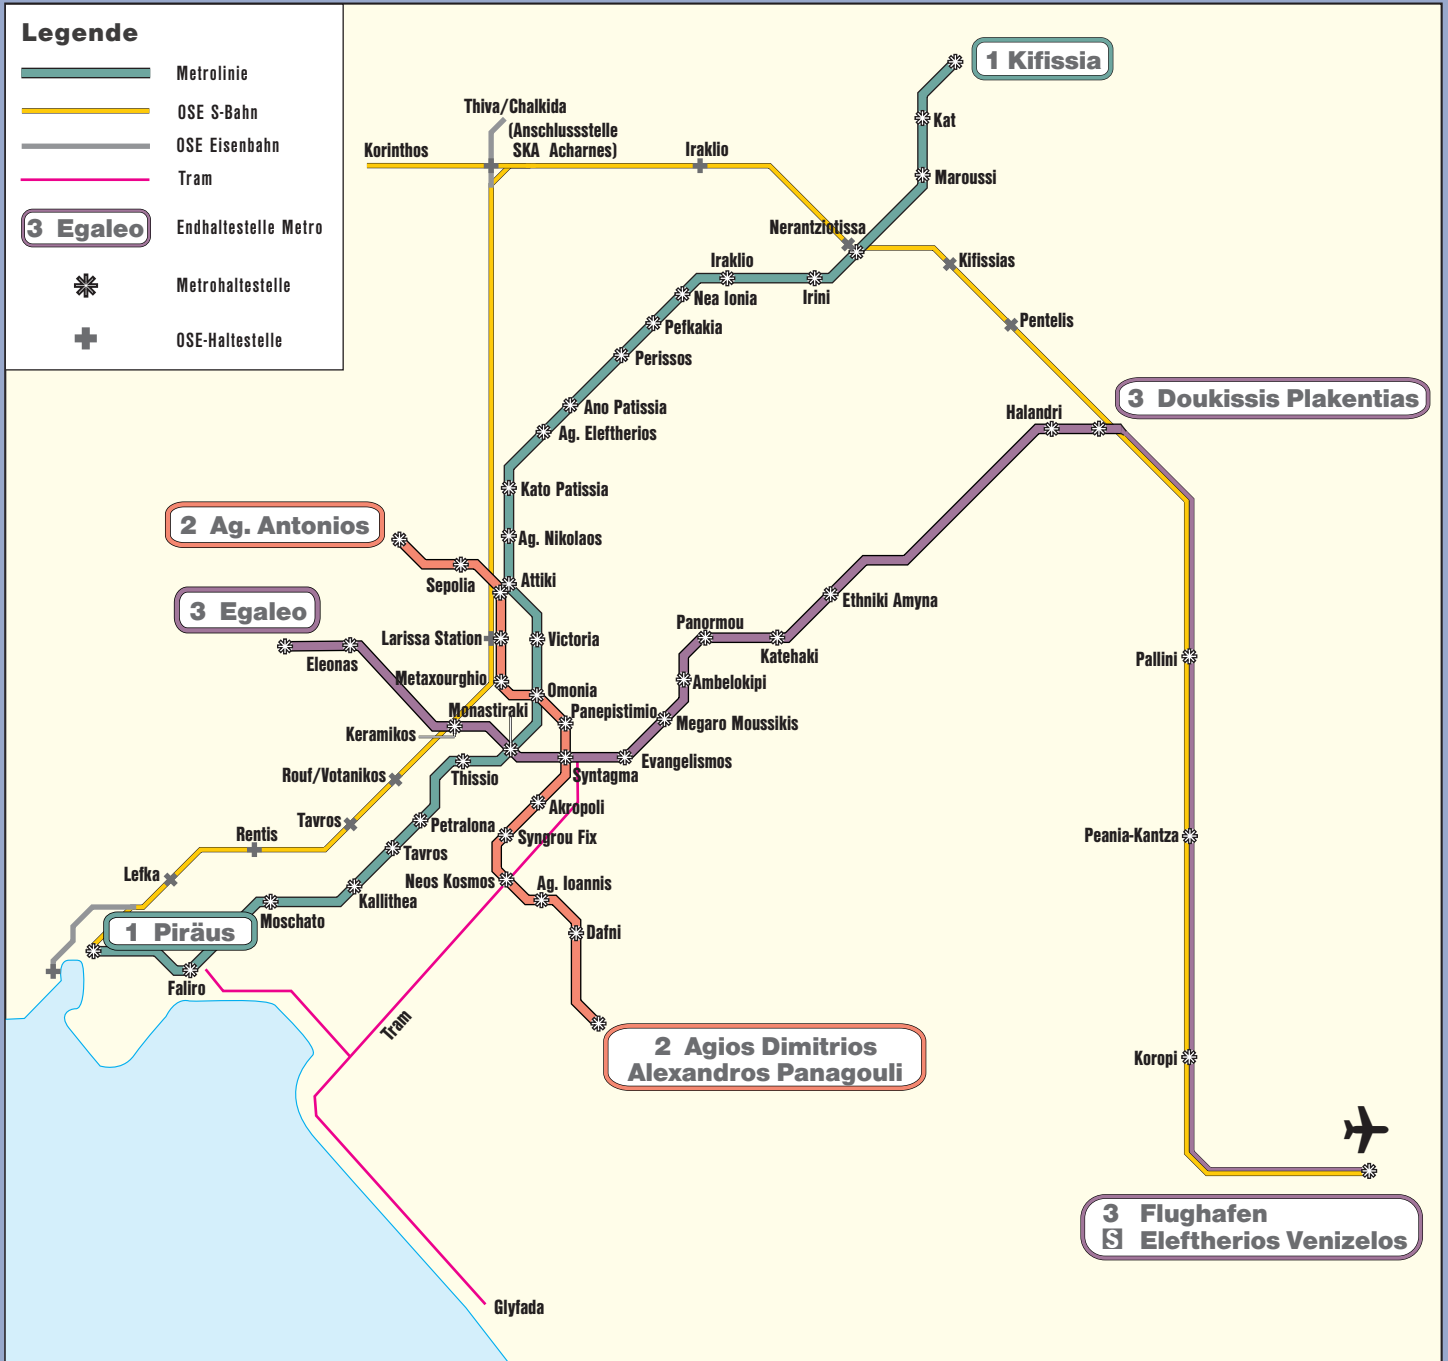 Legende
Metrolinie
OSE S-Bahn
OSE Eisenbahn
Tram
3 Egaleo
Endhaltestelle Metro
Metrohaltestelle
OSE-Haltestelle
1 Kifissia
Thiva/Chalkida
(Anschlussstelle
SKA Acharnes)
Korinthos
Iraklio
Kat
Maroussi
Nerantziotissa
Kifissias
Iraklio
Nea Ionia
Irini
Pefkakia
Pentelis
Perissos
3 Doukissis Plakentias
Halandri
Ano Patissia
Ag. Eleftherios
Kato Patissia
2 Ag. Antonios
Ag. Nikolaos
Sepolia
Attiki
3 Egaleo
Ethniki Amyna
Panormou
Larissa Station
Victoria
Katehaki
Eleonas
Pallini
Metaxourghio
Omonia
Ambelokipi
Monastiraki
Panepistimio
Megaro Moussikis
Keramikos
Evangelismos
Rouf/Votanikos
Thissio
Syntagma
Akropoli
Tavros
Petralona
Rentis
Syngrou Fix
Peania-Kantza
Tavros
Lefka
Neos Kosmos
Ag. Ioannis
Kallithea
Moschato
1 Piräus
Dafni
Faliro
Tram
2 Agios Dimitrios
Alexandros Panagouli
Koropi
3 Flughafen
S Eleftherios Venizelos
Glyfada